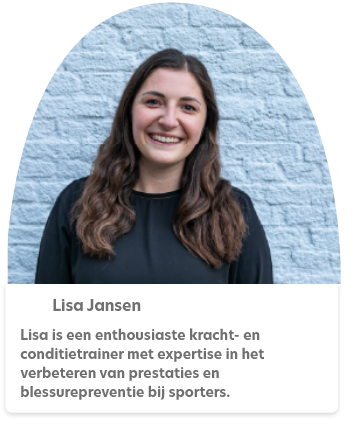 Lisa Jansen
Lisa is een enthousiaste kracht- en
conditietrainer met expertise in het
verbeteren van prestaties en
blessurepreventie bij sporters.